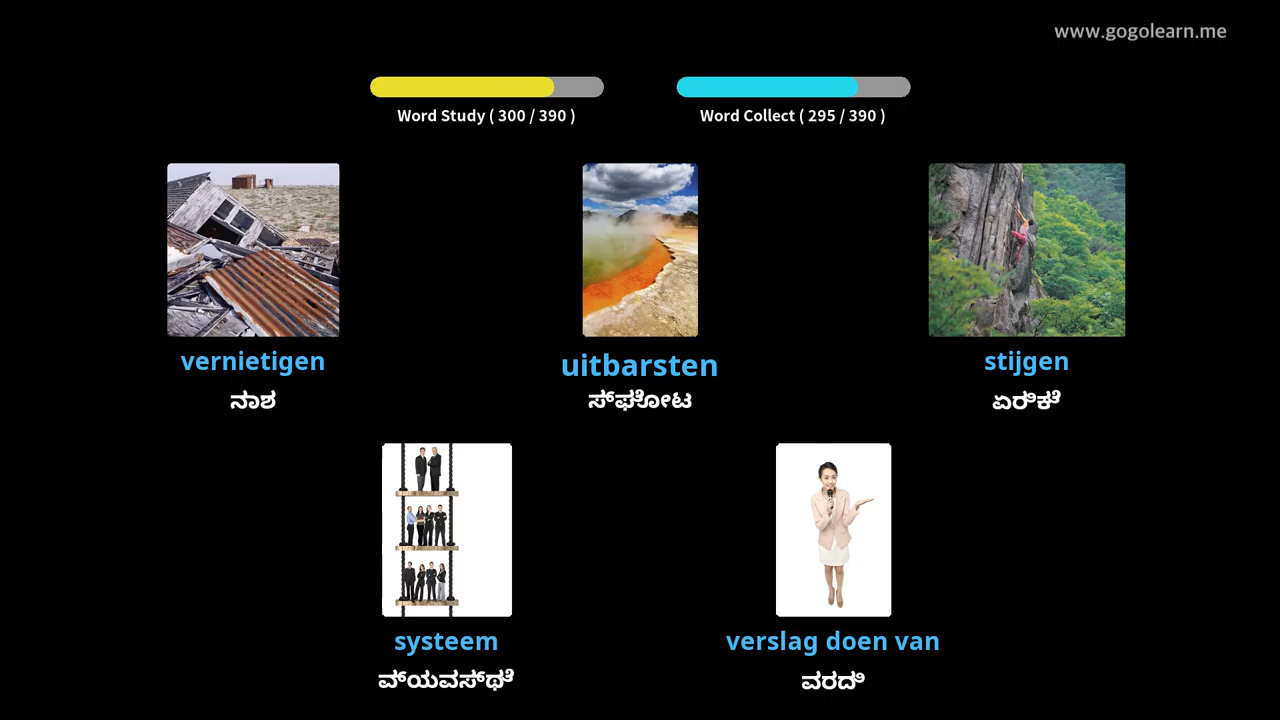 www.gogolearn.me
Word Study ( 300 / 390 )
Word Collect ( 295 / 390 )
vernietigen
uitbarsten
stijgen
ನಾಶ
ಸ್ಫೋಟ
ಏರಿಕೆ
systeem
verslag doen van
ವ್ಯವಸ್ಥೆ
ವರದಿ